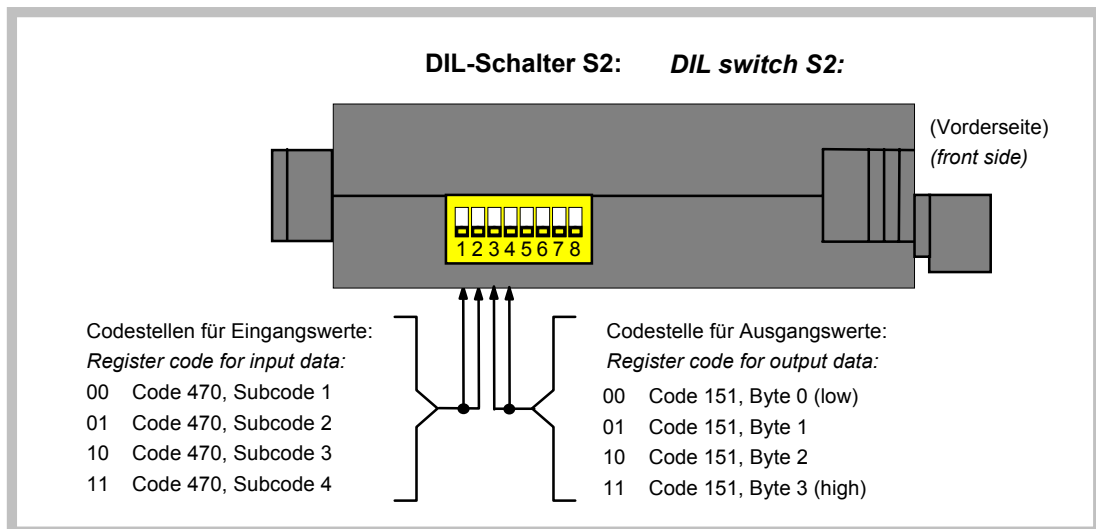 DIL-Schalter S2: DIL switch S2:
(Vorderseite)
(front side)
1 2 3 4 5 6 7 8
Codestellen für Eingangswerte:
Register code for input data:
00 Code 470, Subcode 1
01 Code 470, Subcode 2
10 Code 470, Subcode 3
11 Code 470, Subcode 4
Codestelle für Ausgangswerte:
Register code for output data:
00 Code 151, Byte 0 (low)
01 Code 151, Byte 1
10 Code 151, Byte 2
11 Code 151, Byte 3 (high)